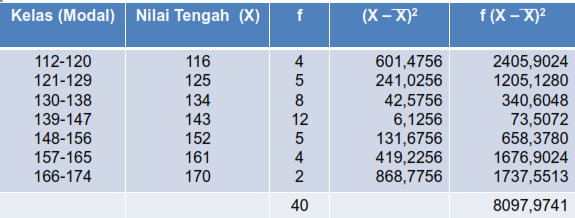 Kelas (Modal) Nilai Tengah (X) f (X – X̅)² f (X – X̅)²
112-120 116 4 601,4756 2405,9024
121-129 125 5 241,0256 1205,1280
130-138 134 8 42,5756 340,6048
139-147 143 12 6,1256 73,5072
148-156 152 5 131,6756 658,3780
157-165 161 4 419,2256 1676,9024
166-174 170 2 868,7756 1737,5513
40 8097,9741